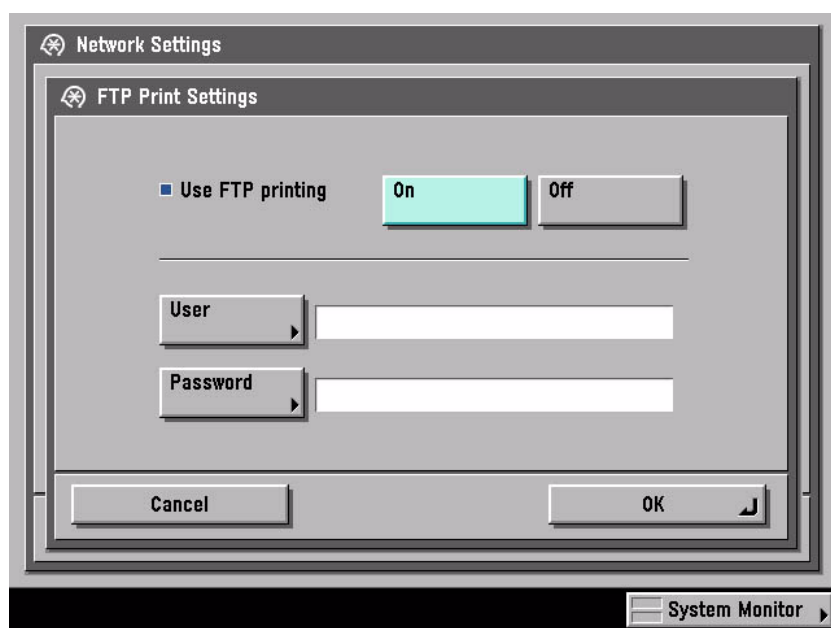 Network Settings
FTP Print Settings
Use FTP printing On Off
User
Password
Cancel OK
System Monitor